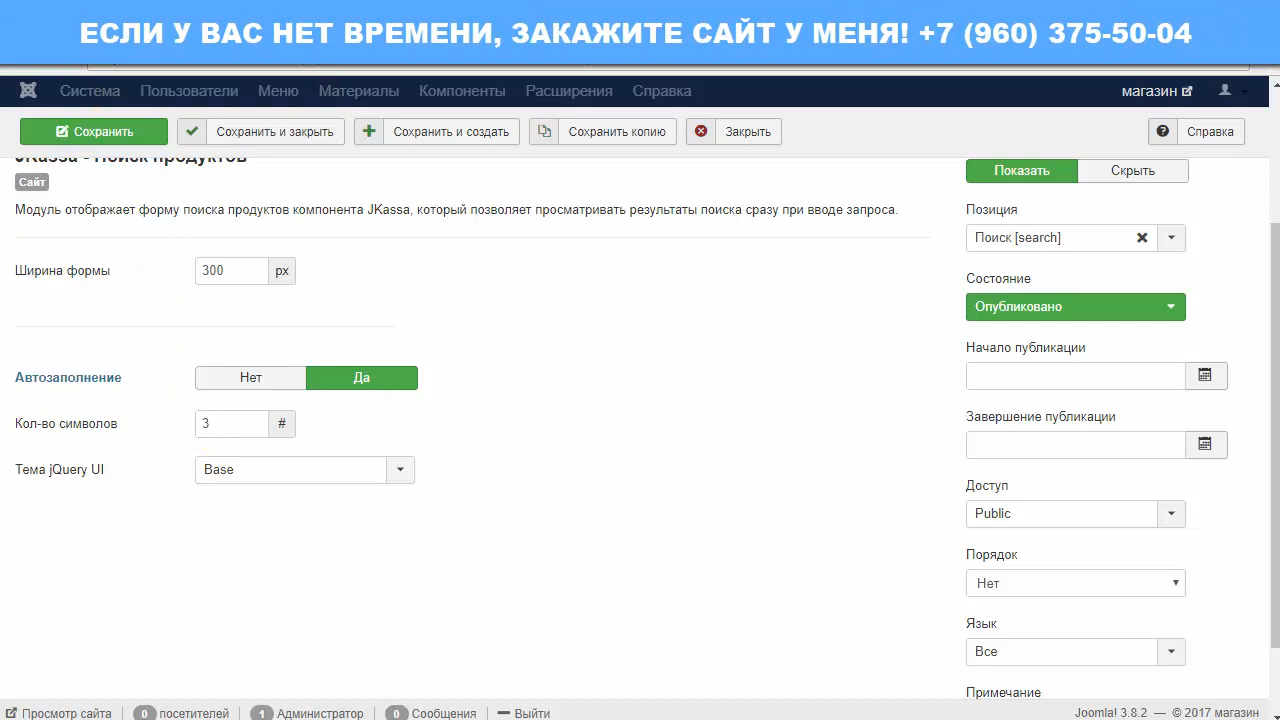 ЕСЛИ У ВАС НЕТ ВРЕМЕНИ, ЗАКАЖИТЕ САЙТ У МЕНЯ! +7 (960) 375-50-04
Система Пользователи Меню Материалы Компоненты Расширения Справка магазин
Сохранить Сохранить и закрыть Сохранить и создать Сохранить копию Закрыть Справка
JKassa - Поиск продуктов
Сайт
Модуль отображает форму поиска продуктов компонента JKassa, который позволяет просматривать результаты поиска сразу при вводе запроса.
Ширина формы 300 px
Автозаполнение Нет Да
Кол-во символов 3 #
Тема jQuery UI Base
Показать Скрыть
Позиция
Поиск [search]
Состояние
Опубликовано
Начало публикации
Завершение публикации
Доступ
Public
Порядок
Нет
Язык
Все
Примечание
Просмотр сайта 0 посетителей 1 Администратор 0 Сообщения Выйти Joomla! 3.8.2 — © 2017 магазин